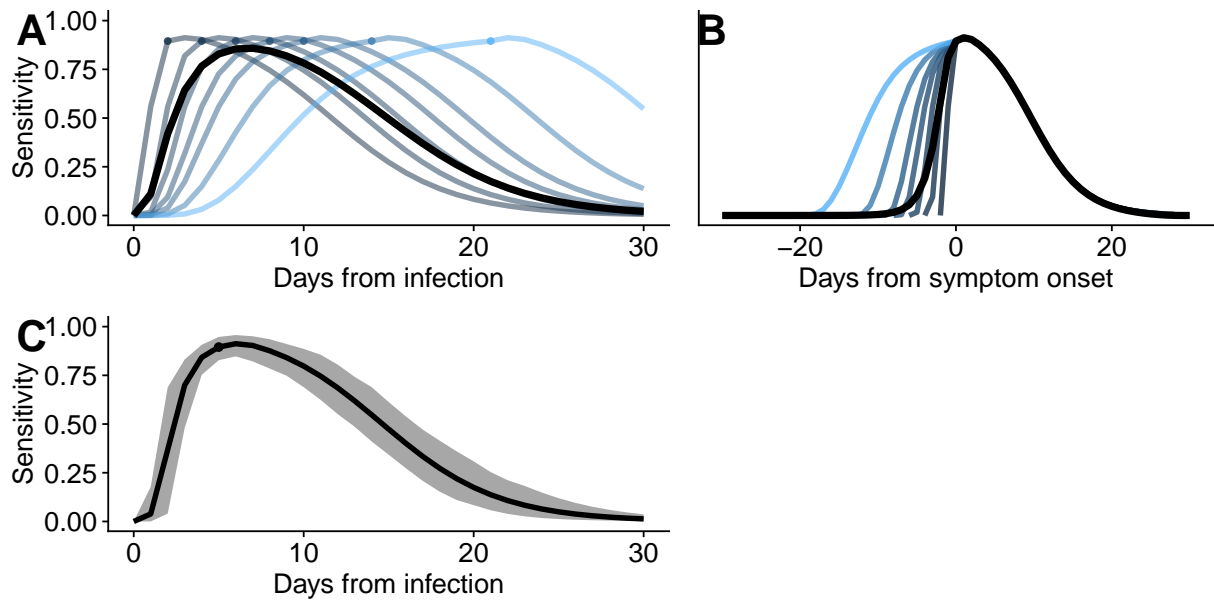 A
1.00
0.75
0.50
0.25
0.00
Sensitivity
0 10 20 30
Days from infection
B
−20 0 20
Days from symptom onset
C
1.00
0.75
0.50
0.25
0.00
Sensitivity
0 10 20 30
Days from infection